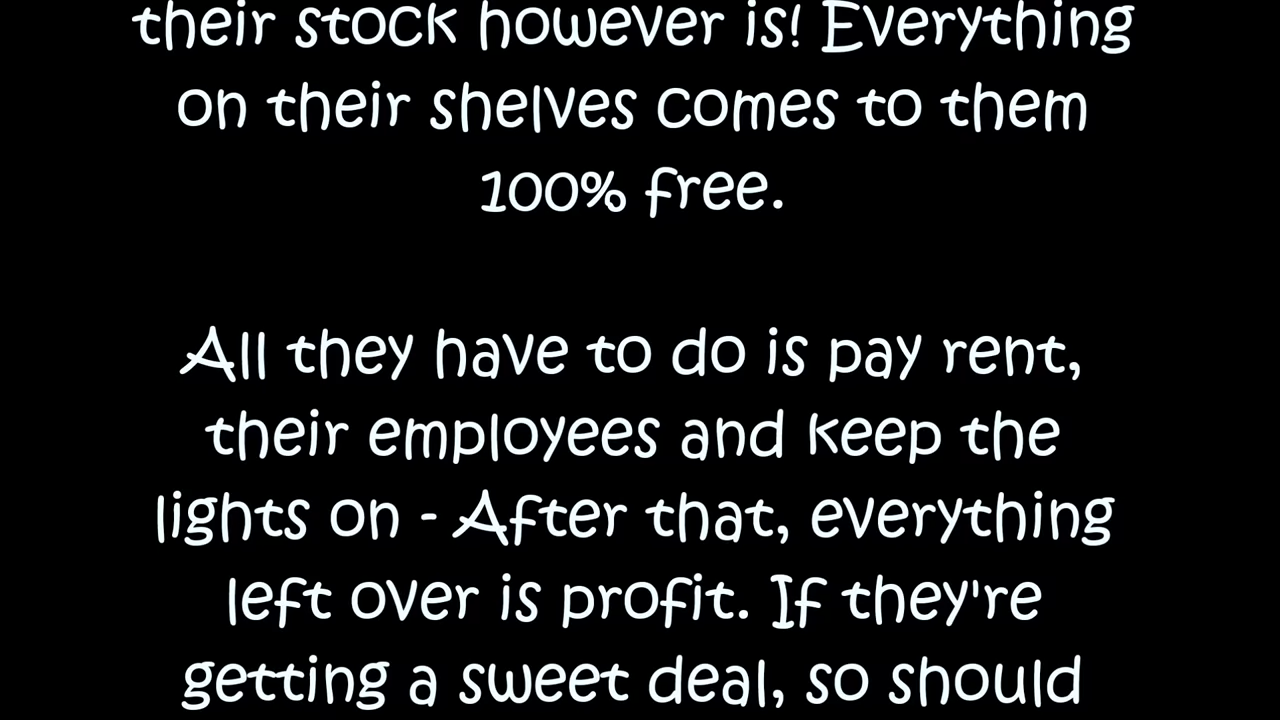 their stock however is! Everything
on their shelves comes to them
100% free.
All they have to do is pay rent,
their employees and keep the
lights on - After that, everything
left over is profit. If they're
getting a sweet deal, so should